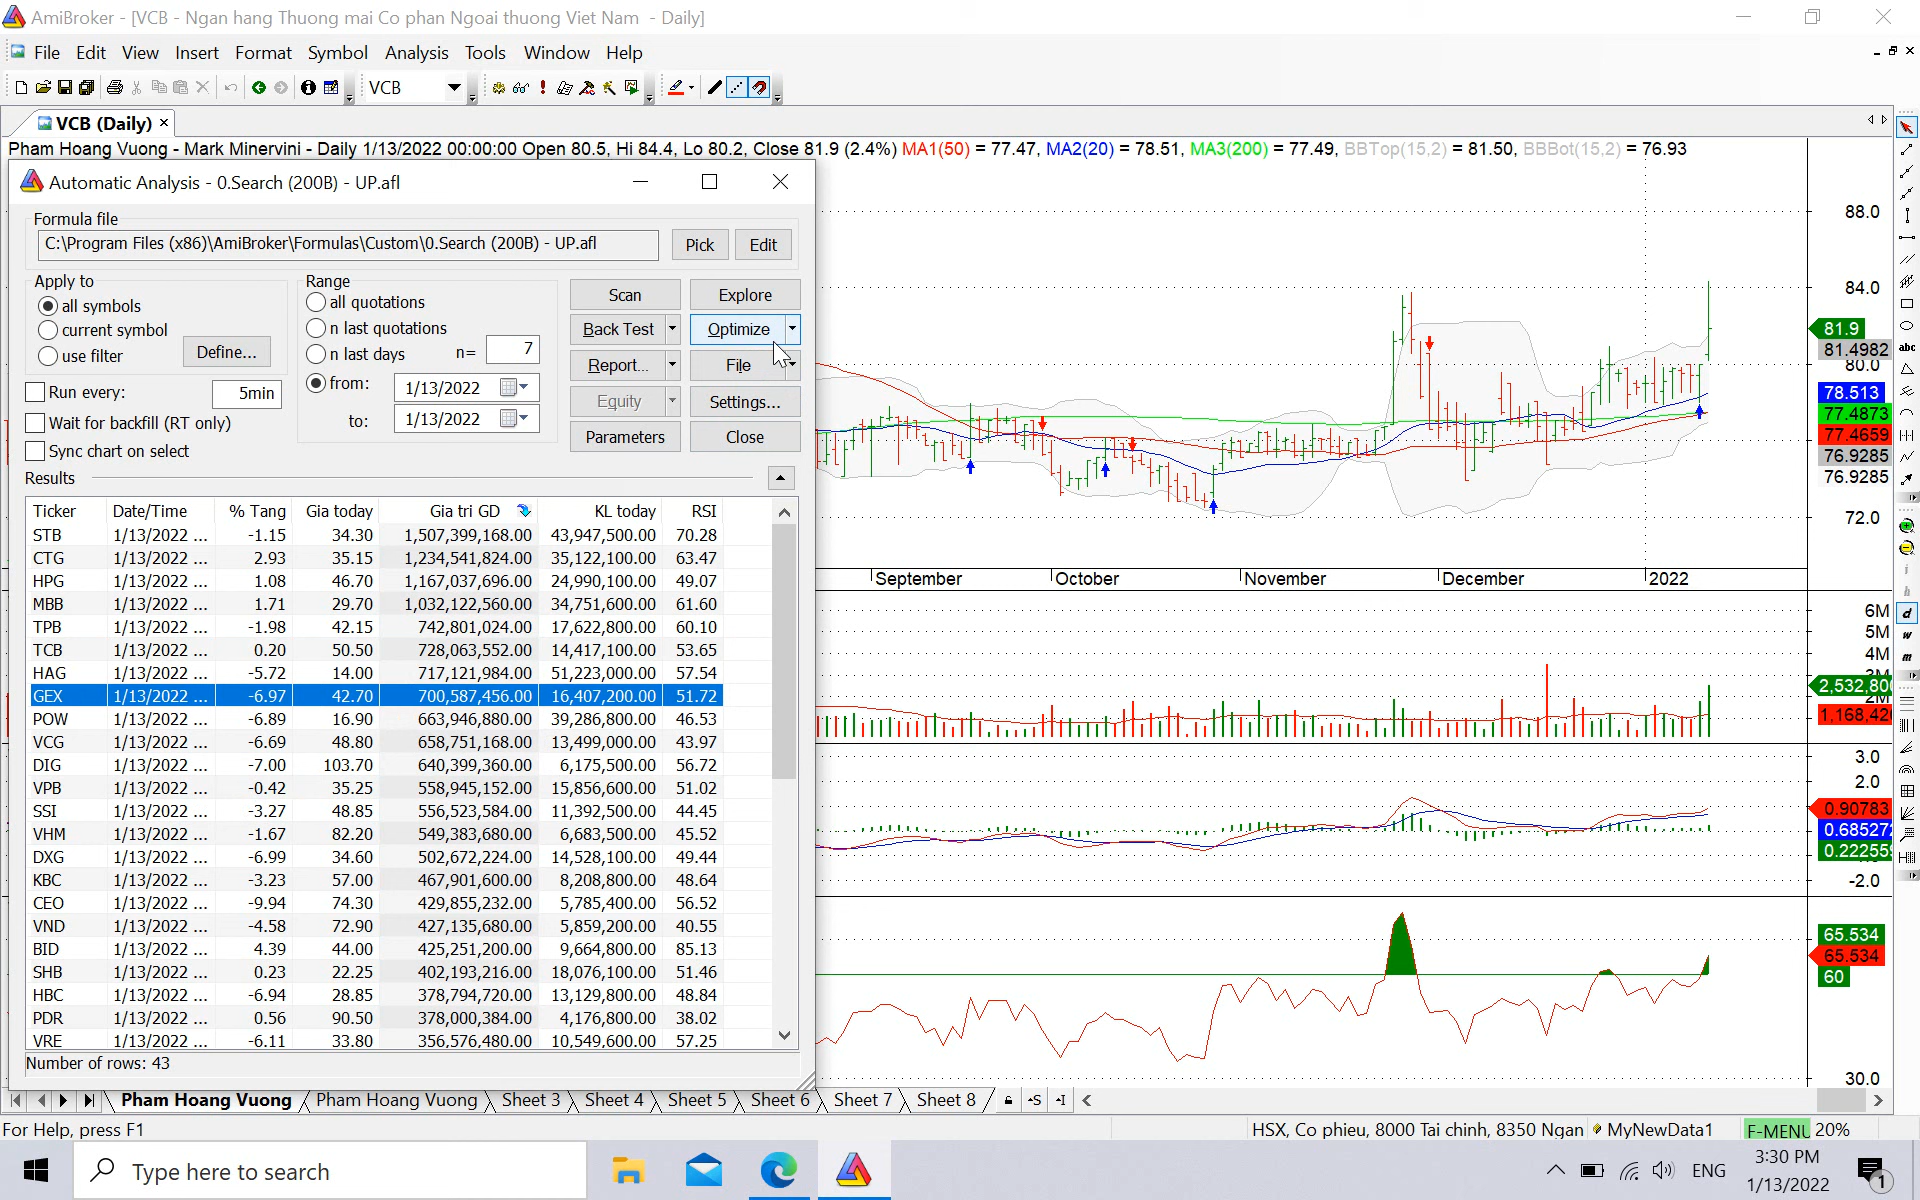 AmiBroker - [VCB - Ngan hang Thuong mai Co phan Ngoai thuong Viet Nam - Daily]
File Edit View Insert Format Symbol Analysis Tools Window Help
VCB
VCB (Daily)
Pham Hoang Vuong - Mark Minervini - Daily 1/13/2022 00:00:00 Open 80.5, Hi 84.4, Lo 80.2, Close 81.9 (2.4%) MA1(50) = 77.47, MA2(20) = 78.51, MA3(200) = 77.49, BBTop(15,2) = 81.50, BBBot(15,2) = 76.93
Automatic Analysis - 0.Search (200B) - UP.afl
Formula file
C:\Program Files (x86)\AmiBroker\Formulas\Custom\0.Search (200B) - UP.afl
Pick Edit
Apply to
all symbols
current symbol
use filter
Define...
Run every: 5min
Wait for backfill (RT only)
Sync chart on select
Range
all quotations
n last quotations
n last days n= 7
from: 1/13/2022
to: 1/13/2022
Scan Explore
Back Test Optimize
Report... File
Equity Settings...
Parameters Close
Results
Ticker Date/Time % Tang Gia today Gia tri GD KL today RSI
STB 1/13/2022 ... -1.15 34.30 1,507,399,168.00 43,947,500.00 70.28
CTG 1/13/2022 ... 2.93 35.15 1,234,541,824.00 35,122,100.00 63.47
HPG 1/13/2022 ... 1.08 46.70 1,167,037,696.00 24,990,100.00 49.07
MBB 1/13/2022 ... 1.71 29.70 1,032,122,560.00 34,751,600.00 61.60
TPB 1/13/2022 ... -1.98 42.15 742,801,024.00 17,622,800.00 60.10
TCB 1/13/2022 ... 0.20 50.50 728,063,552.00 14,417,100.00 53.65
HAG 1/13/2022 ... -5.72 14.00 717,121,984.00 51,223,000.00 57.54
GEX 1/13/2022 ... -6.97 42.70 700,587,456.00 16,407,200.00 51.72
POW 1/13/2022 ... -6.89 16.90 663,946,880.00 39,286,800.00 46.53
VCG 1/13/2022 ... -6.69 48.80 658,751,168.00 13,499,000.00 43.97
DIG 1/13/2022 ... -7.00 103.70 640,399,360.00 6,175,500.00 56.72
VPB 1/13/2022 ... -0.42 35.25 558,945,152.00 15,856,600.00 51.02
SSI 1/13/2022 ... -3.27 48.85 556,523,584.00 11,392,500.00 44.45
VHM 1/13/2022 ... -1.67 82.20 549,383,680.00 6,683,500.00 45.52
DXG 1/13/2022 ... -6.99 34.60 502,672,224.00 14,528,100.00 49.44
KBC 1/13/2022 ... -3.23 57.00 467,901,600.00 8,208,800.00 48.64
CEO 1/13/2022 ... -9.94 74.30 429,855,232.00 5,785,400.00 56.52
VND 1/13/2022 ... -4.58 72.90 427,135,680.00 5,859,200.00 40.55
BID 1/13/2022 ... 4.39 44.00 425,251,200.00 9,664,800.00 85.13
SHB 1/13/2022 ... 0.23 22.25 402,193,216.00 18,076,100.00 51.46
HBC 1/13/2022 ... -6.94 28.85 378,794,720.00 13,129,800.00 48.84
PDR 1/13/2022 ... 0.56 90.50 378,000,384.00 4,176,800.00 38.02
VRE 1/13/2022 ... -6.11 33.80 356,576,480.00 10,549,600.00 57.25
Number of rows: 43
88.0
84.0
81.9
81.4982
80.0
78.513
77.4873
77.4659
76.9285
76.9285
72.0
September October November December 2022
6M
5M
4M
2,532,80
2M
1,168,42
3.0
2.0
0.90783
0.68527
0.22255
-2.0
65.534
65.534
60
30.0
abc
i
h
d
w
m
Pham Hoang Vuong Pham Hoang Vuong Sheet 3 Sheet 4 Sheet 5 Sheet 6 Sheet 7 Sheet 8
For Help, press F1
HSX, Co phieu, 8000 Tai chinh, 8350 Ngan MyNewData1 F-MENU 20%
Type here to search
ENG
3:30 PM
1/13/2022
1